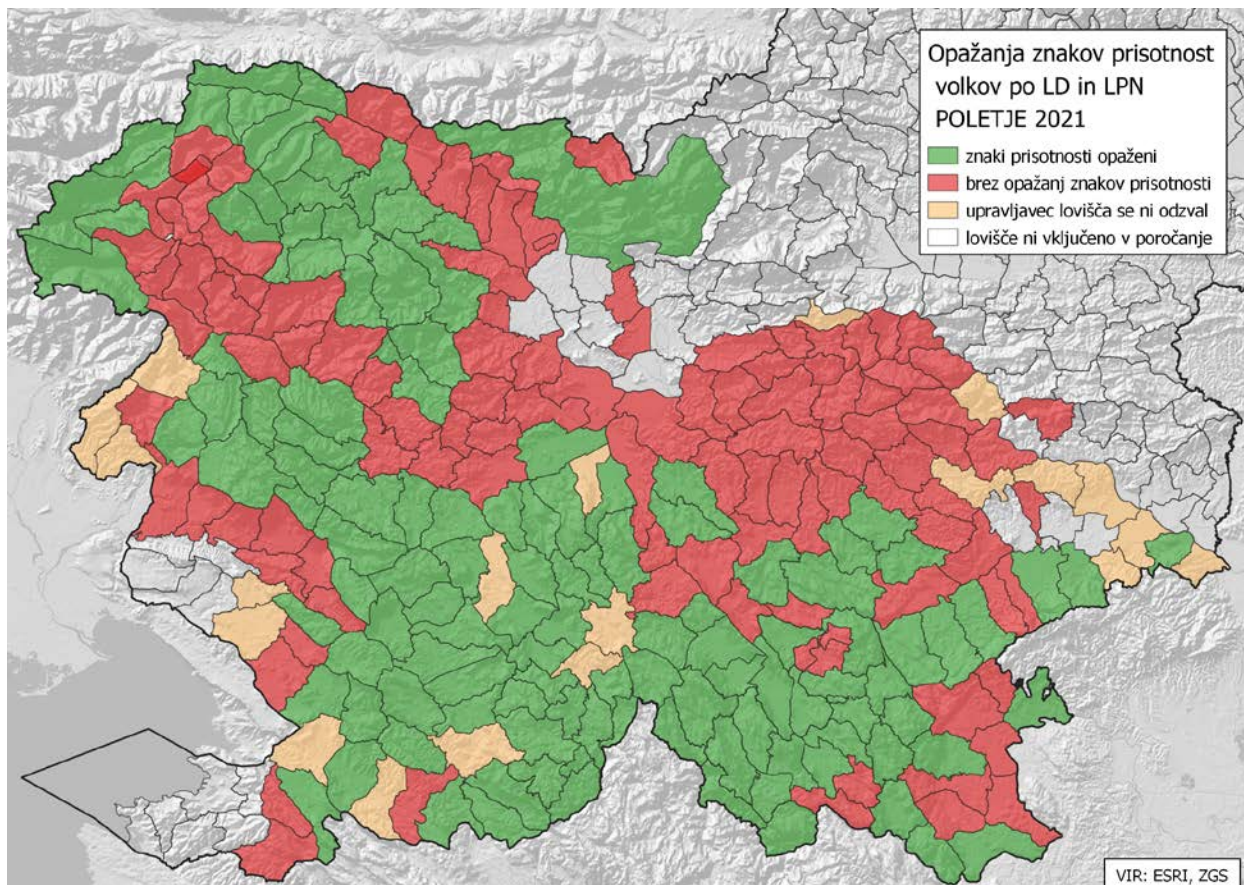 Opažanja znakov prisotnost
volkov po LD in LPN
POLETJE 2021
znaki prisotnosti opaženi
brez opažanj znakov prisotnosti
upravljavec lovišča se ni odzval
lovišče ni vključeno v poročanje
VIR: ESRI, ZGS